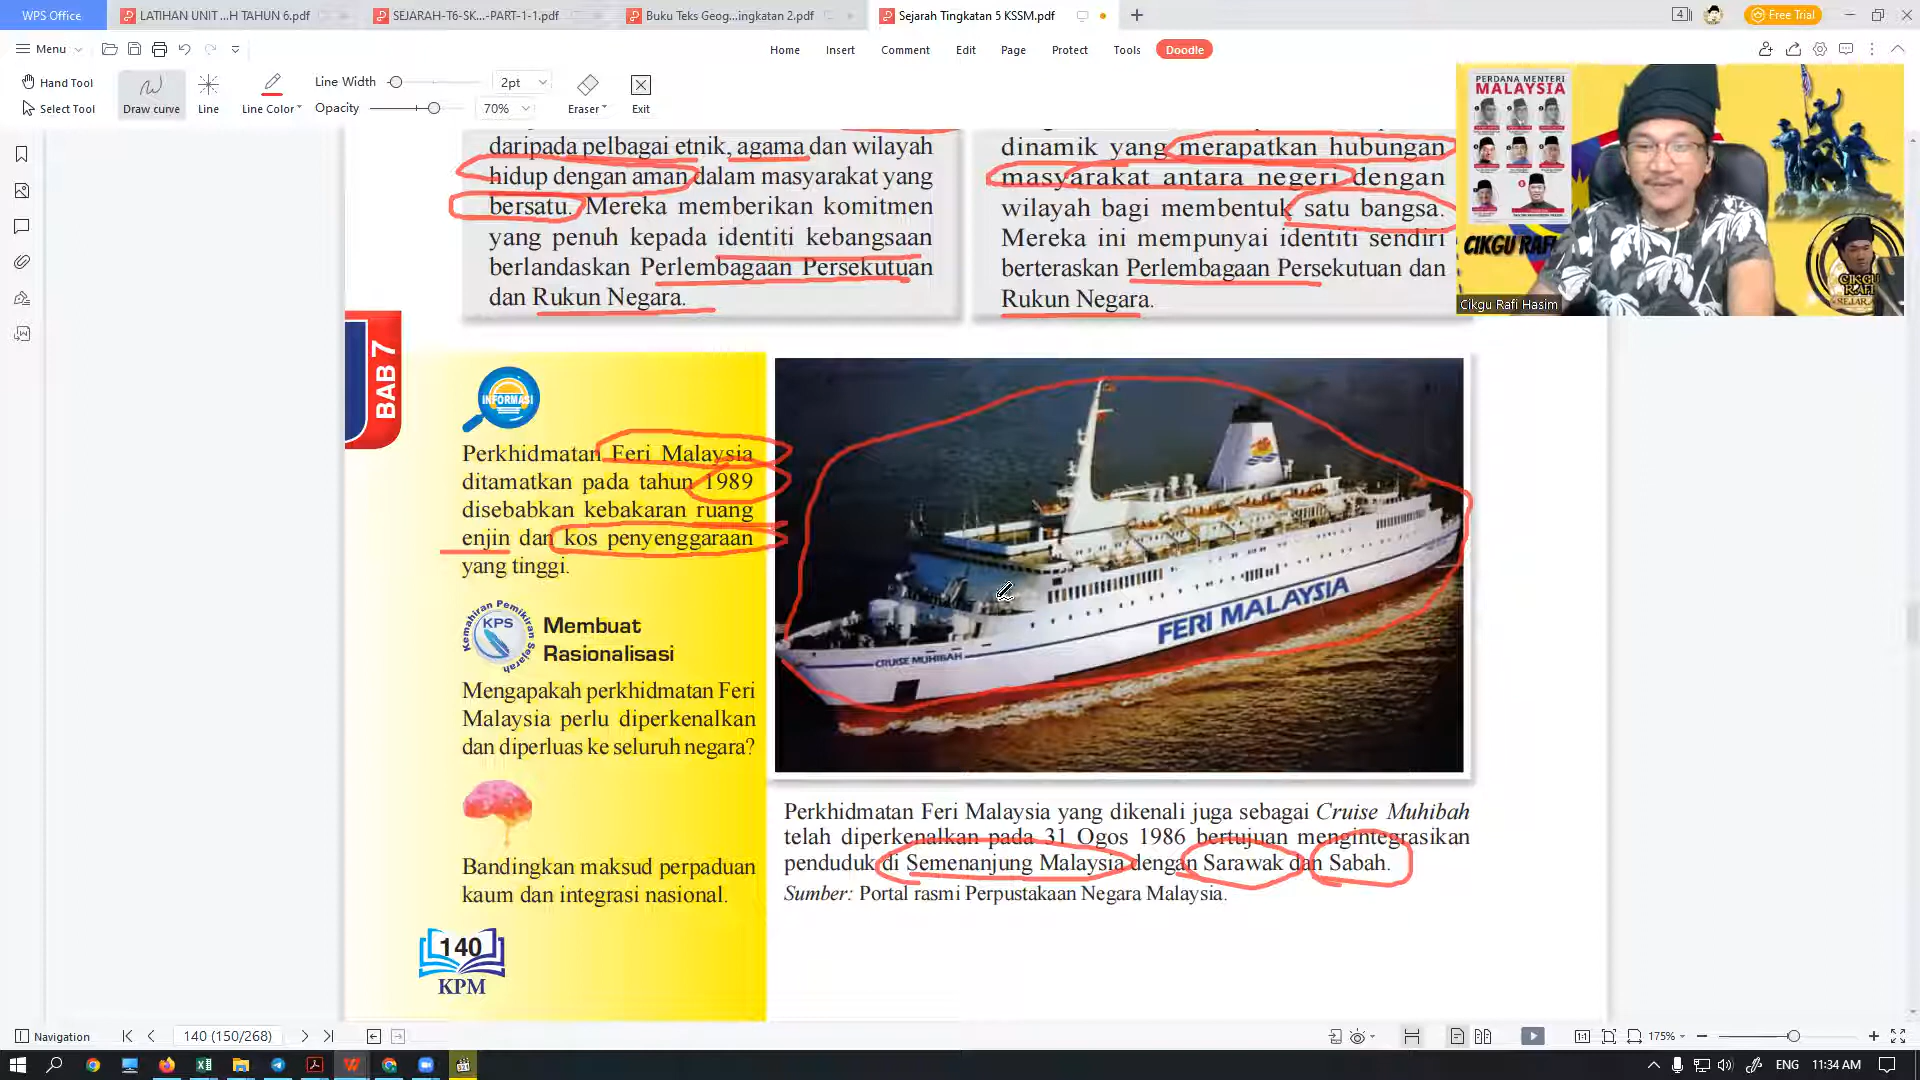 WPS Office
LATIHAN UNIT ...H TAHUN 6.pdf
SEJARAH-T6-SK...-PART-1-1.pdf
Buku Teks Geog...ingkatan 2.pdf
Sejarah Tingkatan 5 KSSM.pdf
4
Free Trial
Menu
Home
Insert
Comment
Edit
Page
Protect
Tools
Doodle
Hand Tool
Select Tool
Draw curve
Line
Line Color
Line Width
2pt
Opacity
70%
Eraser
Exit
PERDANA MENTERI
MALAYSIA
CIKGU RAFI
CIKGU
RAFI
SEJARAH
Cikgu Rafi Hasim
daripada pelbagai etnik, agama dan wilayah
hidup dengan aman dalam masyarakat yang
bersatu. Mereka memberikan komitmen
yang penuh kepada identiti kebangsaan
berlandaskan Perlembagaan Persekutuan
dan Rukun Negara.
dinamik yang merapatkan hubungan
masyarakat antara negeri dengan
wilayah bagi membentuk satu bangsa.
Mereka ini mempunyai identiti sendiri
berteraskan Perlembagaan Persekutuan dan
Rukun Negara.
BAB 7
INFORMASI
Perkhidmatan Feri Malaysia
ditamatkan pada tahun 1989
disebabkan kebakaran ruang
enjin dan kos penyenggaraan
yang tinggi.
Kemahiran Pemikiran Sejarah
KPS
Membuat
Rasionalisasi
Mengapakah perkhidmatan Feri
Malaysia perlu diperkenalkan
dan diperluas ke seluruh negara?
Bandingkan maksud perpaduan
kaum dan integrasi nasional.
140
KPM
FERI MALAYSIA
CRUISE MUHIBAH
Perkhidmatan Feri Malaysia yang dikenali juga sebagai Cruise Muhibah
telah diperkenalkan pada 31 Ogos 1986 bertujuan mengintegrasikan
penduduk di Semenanjung Malaysia dengan Sarawak dan Sabah.
Sumber: Portal rasmi Perpustakaan Negara Malaysia.
Navigation
140 (150/268)
175%
ENG
11:34 AM